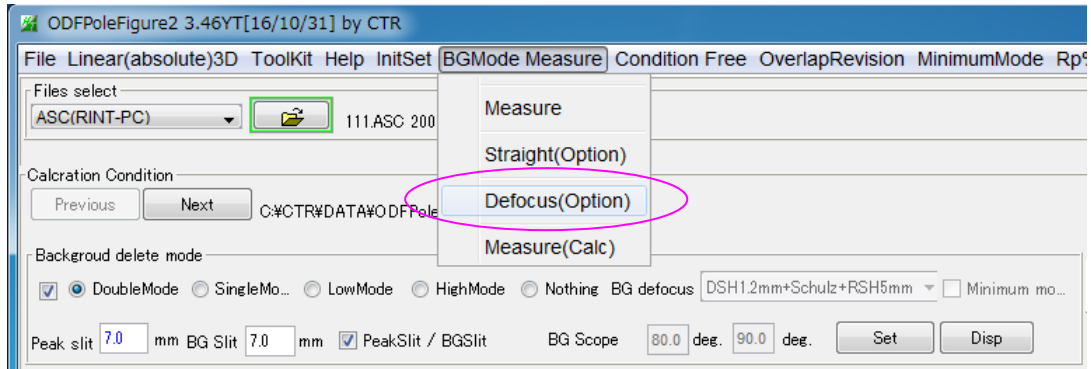 ODFPoleFigure2 3.46YT[16/10/31] by CTR
File Linear(absolute)3D ToolKit Help InitSet BGMode Measure Condition Free OverlapRevision MinimumMode Rp%
Files select
ASC(RINT-PC) 111.ASC 200
Measure
Straight(Option)
Calcration Condition
Previous Next C:¥CTR¥DATA¥ODFPole
Defocus(Option)
Measure(Calc)
Backgroud delete mode
DoubleMode SingleMo... LowMode HighMode Nothing BG defocus DSH1.2mm+Schulz+RSH5mm Minimum mo...
Peak slit 7.0 mm BG Slit 7.0 mm PeakSlit / BGSlit BG Scope 80.0 deg. 90.0 deg. Set Disp